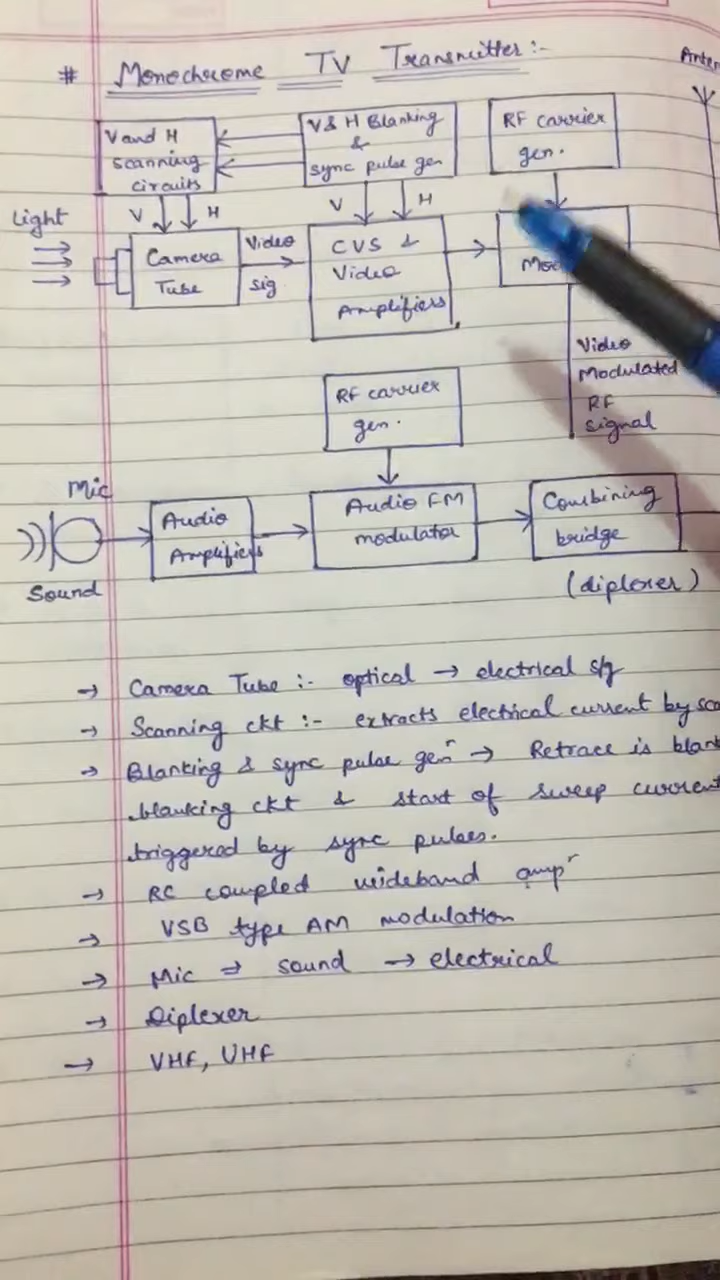 # Monochrome TV Transmitter:-
V and H
scanning
circuits
V & H Blanking
&
sync pulse gen
RF carrier
gen.
V H
V H
Light
Camera
Tube
Video
sig
CVS &
Video
Amplifiers
Video
Modulated
RF
signal
RF carrier
gen.
Mic
Sound
Audio
Amplifiers
Audio FM
modulator
Combining
bridge
(diplexer)
→ Camera Tube :- optical → electrical s/g
→ Scanning ckt :- extracts electrical current by
→ Blanking & sync pulse genr → Retrace is
blanking ckt & start of sweep current
triggered by sync pulses.
→ RC coupled wideband ampr
→ VSB type AM modulation
→ Mic ⇒ sound → electrical
→ Diplexer
→ VHF, UHF